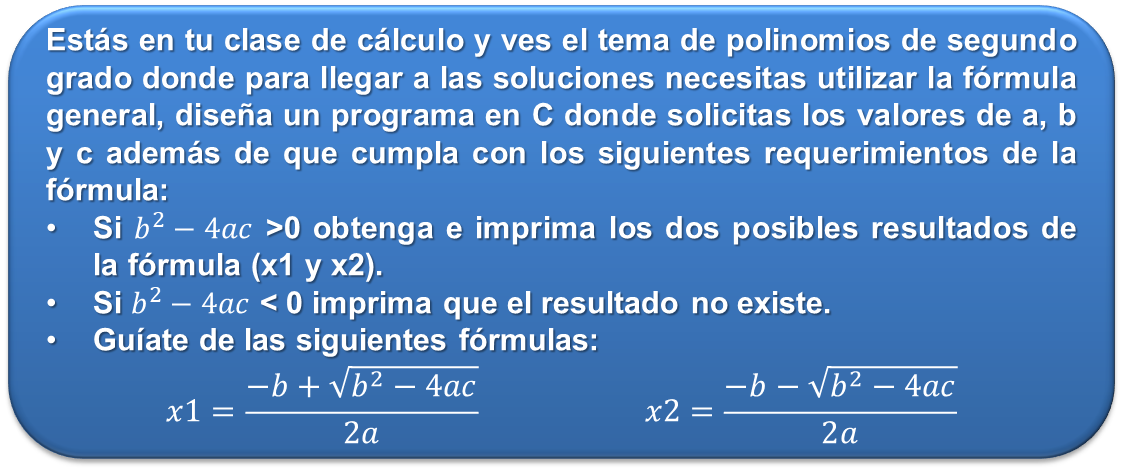 Estás en tu clase de cálculo y ves el tema de polinomios de segundo
grado donde para llegar a las soluciones necesitas utilizar la fórmula
general, diseña un programa en C donde solicitas los valores de a, b
y c además de que cumpla con los siguientes requerimientos de la
fórmula:
• Si b² − 4ac >0 obtenga e imprima los dos posibles resultados de
la fórmula (x1 y x2).
• Si b² − 4ac < 0 imprima que el resultado no existe.
• Guíate de las siguientes fórmulas:
x1 = (−b + √(b² − 4ac)) / 2a    x2 = (−b − √(b² − 4ac)) / 2a